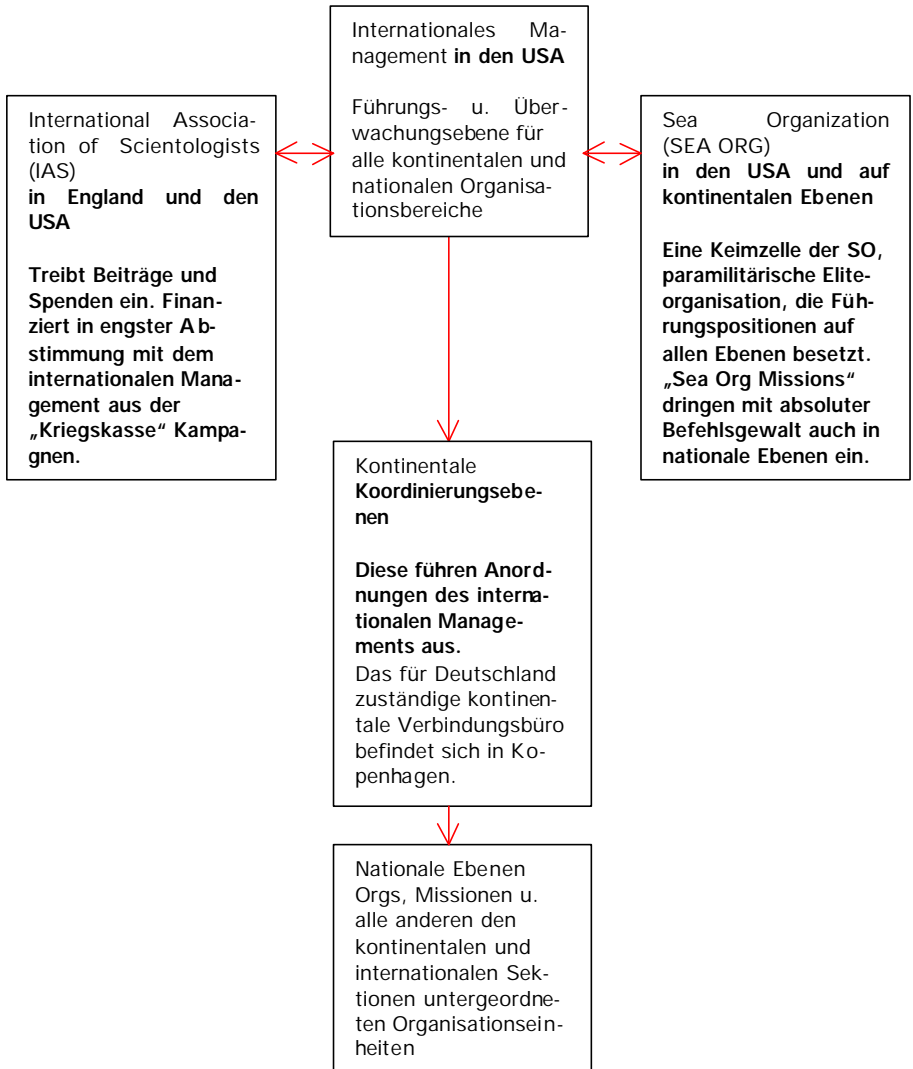 Internationales Ma-
nagement in den USA
Führungs- u. Über-
wachungsebene für
alle kontinentalen und
nationalen Organisa-
tionsbereiche
International Associa-
tion of Scientologists
(IAS)
in England und den
USA
Treibt Beiträge und
Spenden ein. Finan-
ziert in engster Ab-
stimmung mit dem
internationalen Mana-
gement aus der
„Kriegskasse“ Kampa-
gnen.
Sea Organization
(SEA ORG)
in den USA und auf
kontinentalen Ebenen
Eine Keimzelle der SO,
paramilitärische Elite-
organisation, die Füh-
rungspositionen auf
allen Ebenen besetzt.
„Sea Org Missions“
dringen mit absoluter
Befehlsgewalt auch in
nationale Ebenen ein.
Kontinentale
Koordinierungsebe-
nen
Diese führen Anord-
nungen des interna-
tionalen Manage-
ments aus.
Das für Deutschland
zuständige kontinen-
tale Verbindungsbüro
befindet sich in Ko-
penhagen.
Nationale Ebenen
Orgs, Missionen u.
alle anderen den
kontinentalen und
internationalen Sek-
tionen untergeordne-
ten Organisationsein-
heiten